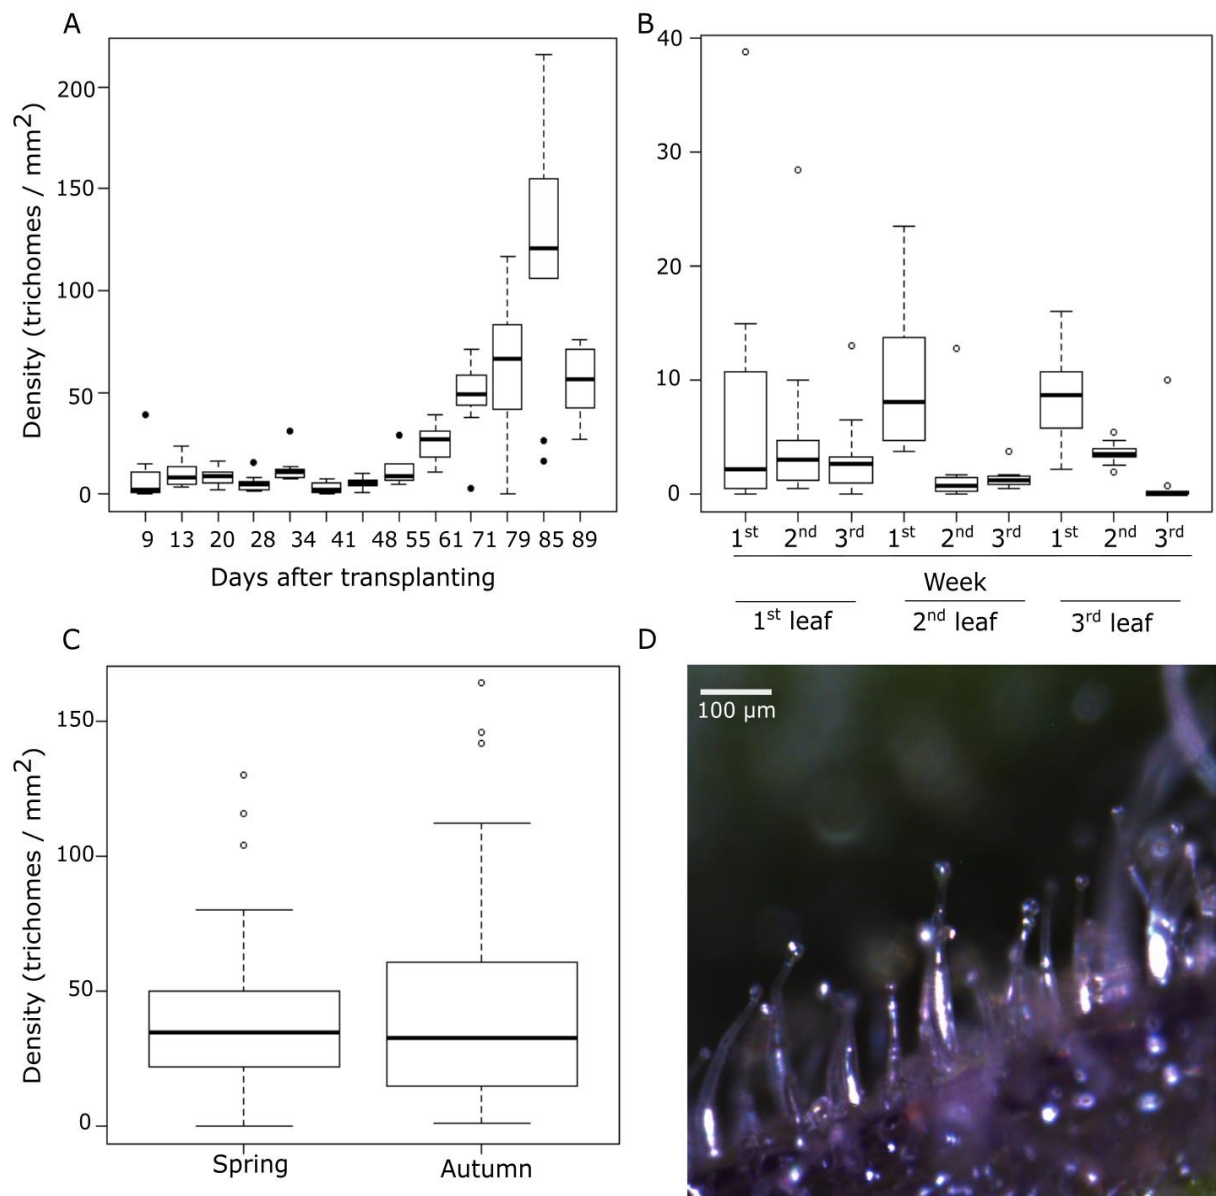 A
Density (trichomes / mm²)
200
150
100
50
0
9 13 20 28 34 41 48 55 61 71 79 85 89
Days after transplanting
B
40
30
20
10
0
1st 2nd 3rd 1st 2nd 3rd 1st 2nd 3rd
Week
1st leaf 2nd leaf 3rd leaf
C
Density (trichomes / mm²)
150
100
50
0
Spring Autumn
D
100 µm